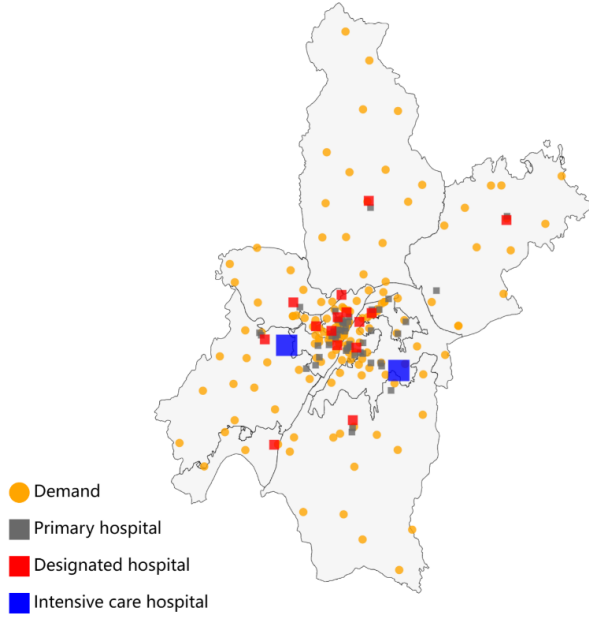 Demand
Primary hospital
Designated hospital
Intensive care hospital